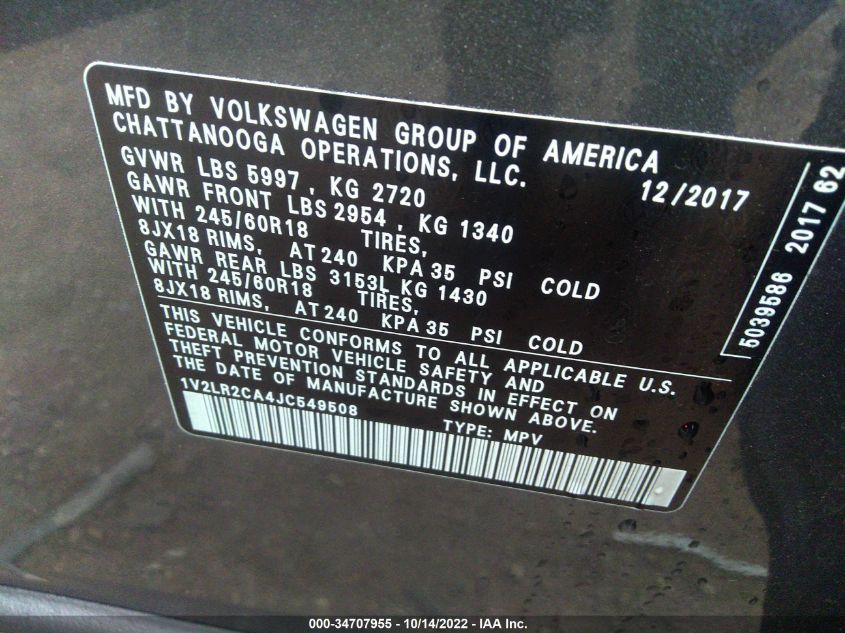 MFD BY VOLKSWAGEN GROUP OF AMERICA
CHATTANOOGA OPERATIONS, LLC.
12/2017
GVWR LBS 5997 , KG 2720
GAWR FRONT LBS 2954 , KG 1340
WITH 245/60R18 TIRES,
8JX18 RIMS, AT 240 KPA 35 PSI COLD
GAWR REAR LBS 3153L KG 1430
WITH 245/60R18 TIRES,
8JX18 RIMS, AT 240 KPA 35 PSI COLD
THIS VEHICLE CONFORMS TO ALL APPLICABLE U.S.
FEDERAL MOTOR VEHICLE SAFETY AND
THEFT PREVENTION STANDARDS IN EFFECT ON
THE DATE OF MANUFACTURE SHOWN ABOVE.
1V2LR2CA4JC549508
TYPE: MPV
5039586 2017 62
000-34707955 - 10/14/2022 - IAA Inc.